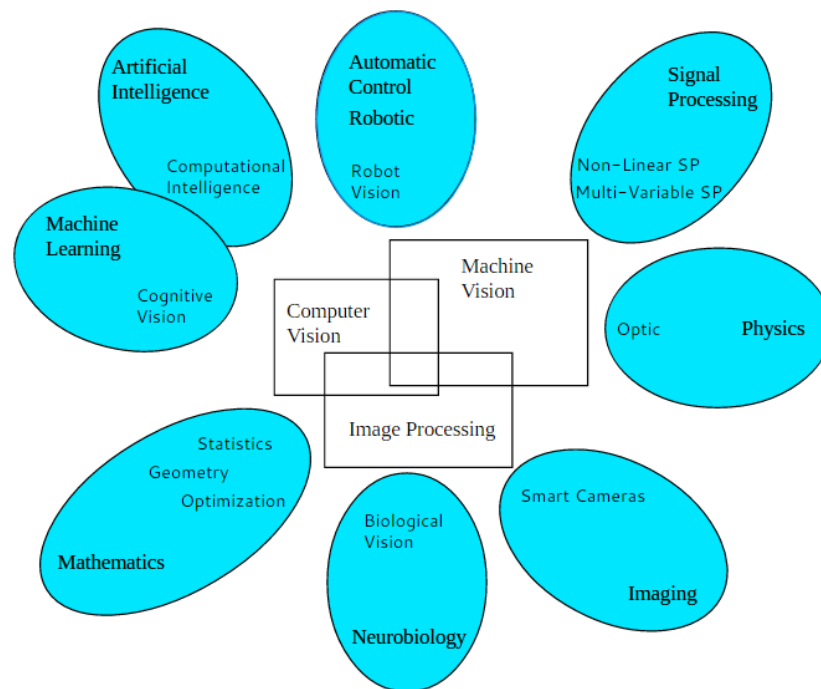 Artificial
Intelligence
Computational
Intelligence
Automatic
Control
Robotic
Robot
Vision
Signal
Processing
Non-Linear SP
Multi-Variable SP
Machine
Learning
Cognitive
Vision
Machine
Vision
Computer
Vision
Image Processing
Optic
Physics
Statistics
Geometry
Optimization
Mathematics
Biological
Vision
Neurobiology
Smart Cameras
Imaging